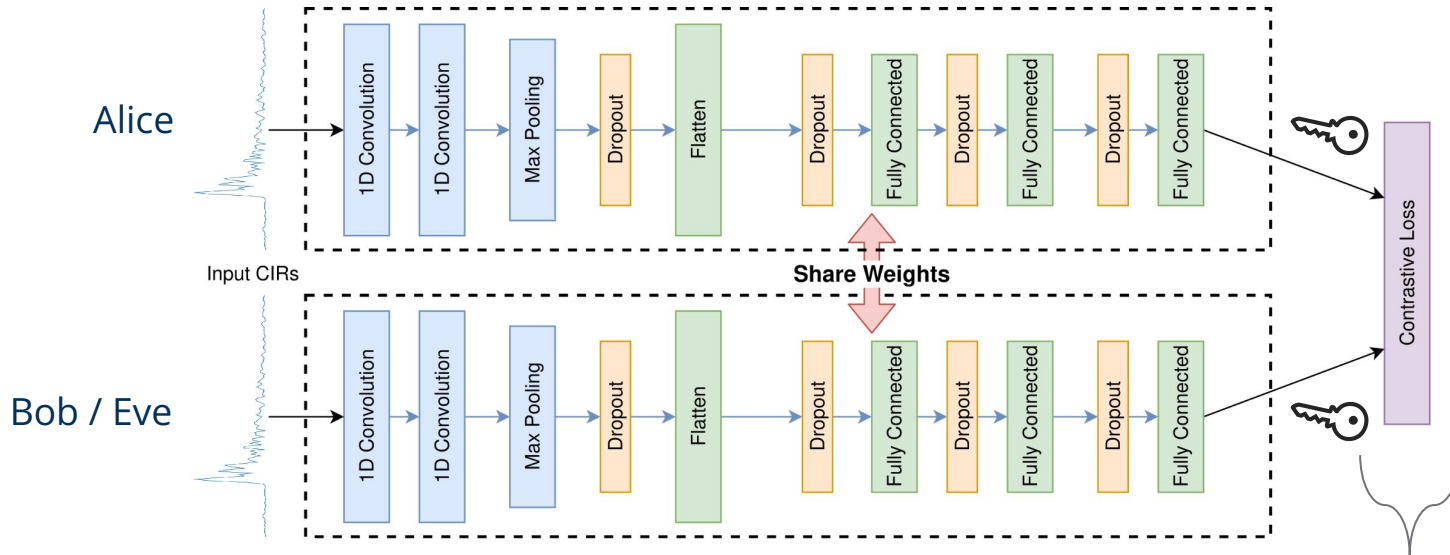 Alice
1D Convolution
1D Convolution
Max Pooling
Dropout
Flatten
Dropout
Fully Connected
Dropout
Fully Connected
Dropout
Fully Connected
Input CIRs
Share Weights
Contrastive Loss
Bob / Eve
1D Convolution
1D Convolution
Max Pooling
Dropout
Flatten
Dropout
Fully Connected
Dropout
Fully Connected
Dropout
Fully Connected